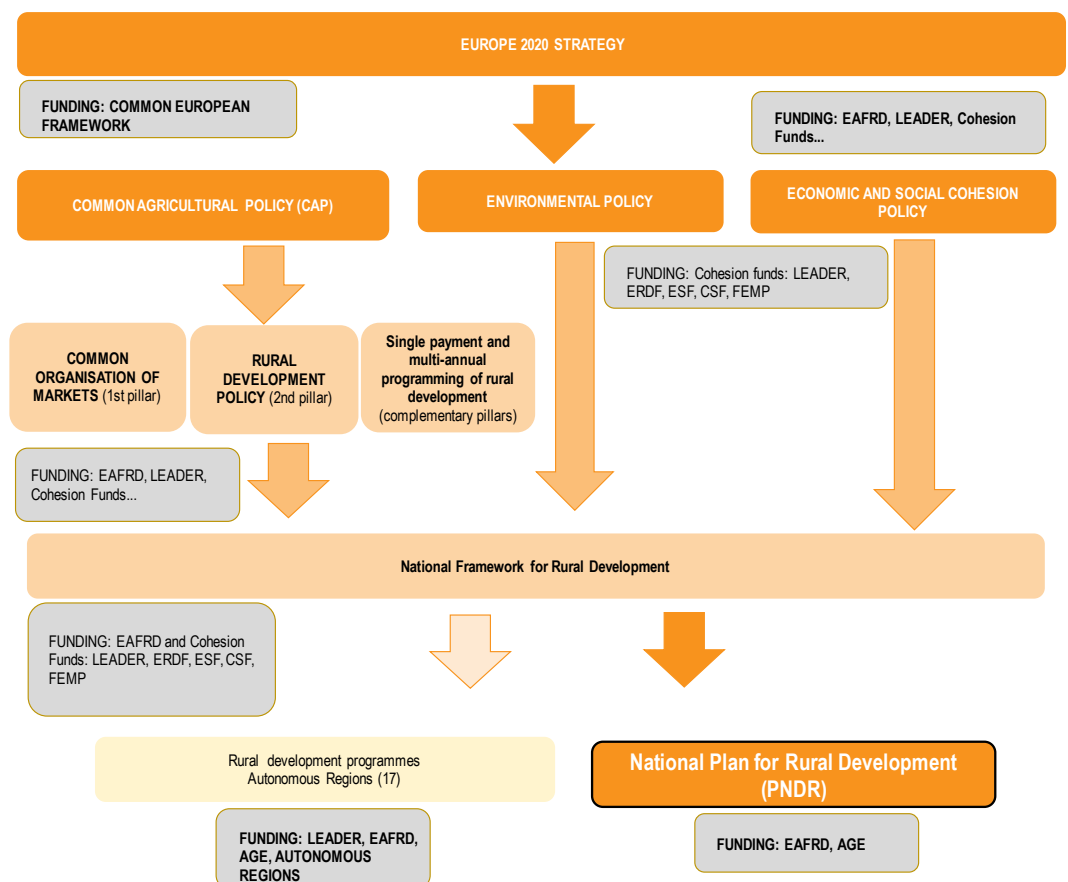 EUROPE 2020 STRATEGY
FUNDING: COMMON EUROPEAN
FRAMEWORK
FUNDING: EAFRD, LEADER, Cohesion
Funds...
COMMON AGRICULTURAL POLICY (CAP)
ENVIRONMENTAL POLICY
ECONOMIC AND SOCIAL COHESION
POLICY
FUNDING: Cohesion funds: LEADER,
ERDF, ESF, CSF, FEMP
COMMON
ORGANISATION OF
MARKETS (1st pillar)
RURAL
DEVELOPMENT
POLICY (2nd pillar)
Single payment and
multi-annual
programming of rural
development
(complementary pillars)
FUNDING: EAFRD, LEADER,
Cohesion Funds...
National Framework for Rural Development
FUNDING: EAFRD and Cohesion
Funds: LEADER, ERDF, ESF, CSF,
FEMP
Rural development programmes
Autonomous Regions (17)
National Plan for Rural Development
(PNDR)
FUNDING: LEADER, EAFRD,
AGE, AUTONOMOUS
REGIONS
FUNDING: EAFRD, AGE